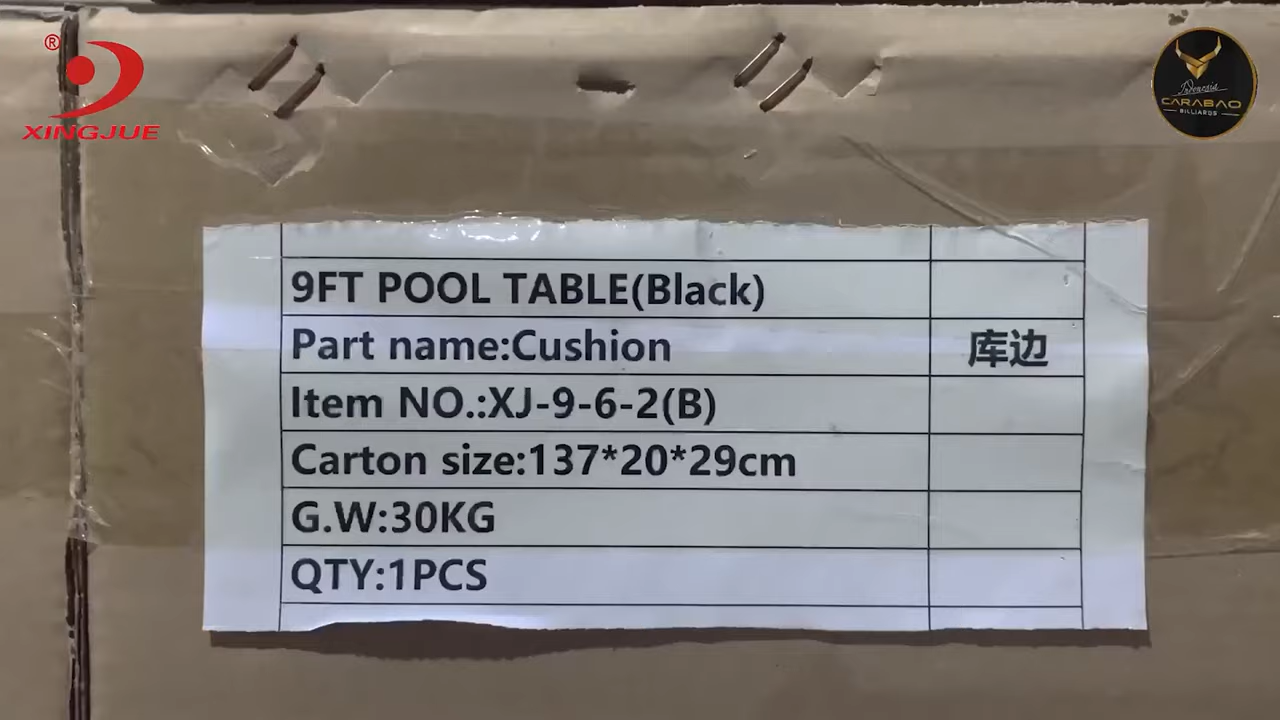 ®
XINGJUE
Indonesia
CARABAO
BILLIARDS
9FT POOL TABLE(Black)
Part name:Cushion 库边
Item NO.:XJ-9-6-2(B)
Carton size:137*20*29cm
G.W:30KG
QTY:1PCS